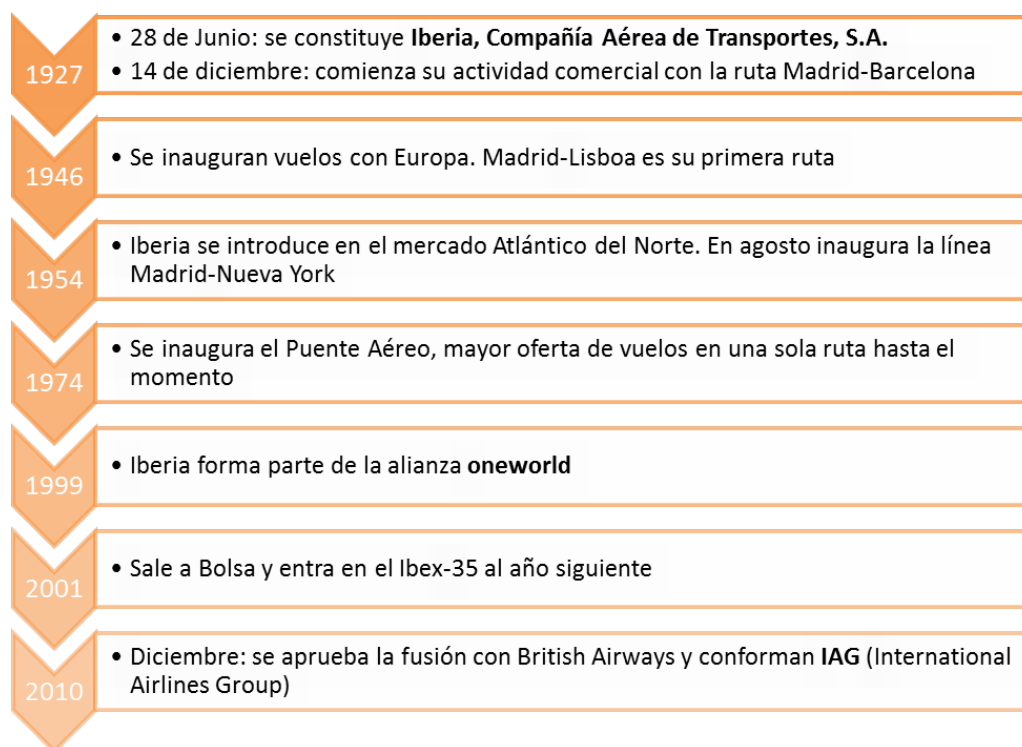 1927
• 28 de Junio: se constituye Iberia, Compañía Aérea de Transportes, S.A.
• 14 de diciembre: comienza su actividad comercial con la ruta Madrid-Barcelona
1946
• Se inauguran vuelos con Europa. Madrid-Lisboa es su primera ruta
1954
• Iberia se introduce en el mercado Atlántico del Norte. En agosto inaugura la línea
Madrid-Nueva York
1974
• Se inaugura el Puente Aéreo, mayor oferta de vuelos en una sola ruta hasta el
momento
1999
• Iberia forma parte de la alianza oneworld
2001
• Sale a Bolsa y entra en el Ibex-35 al año siguiente
2010
• Diciembre: se aprueba la fusión con British Airways y conforman IAG (International
Airlines Group)